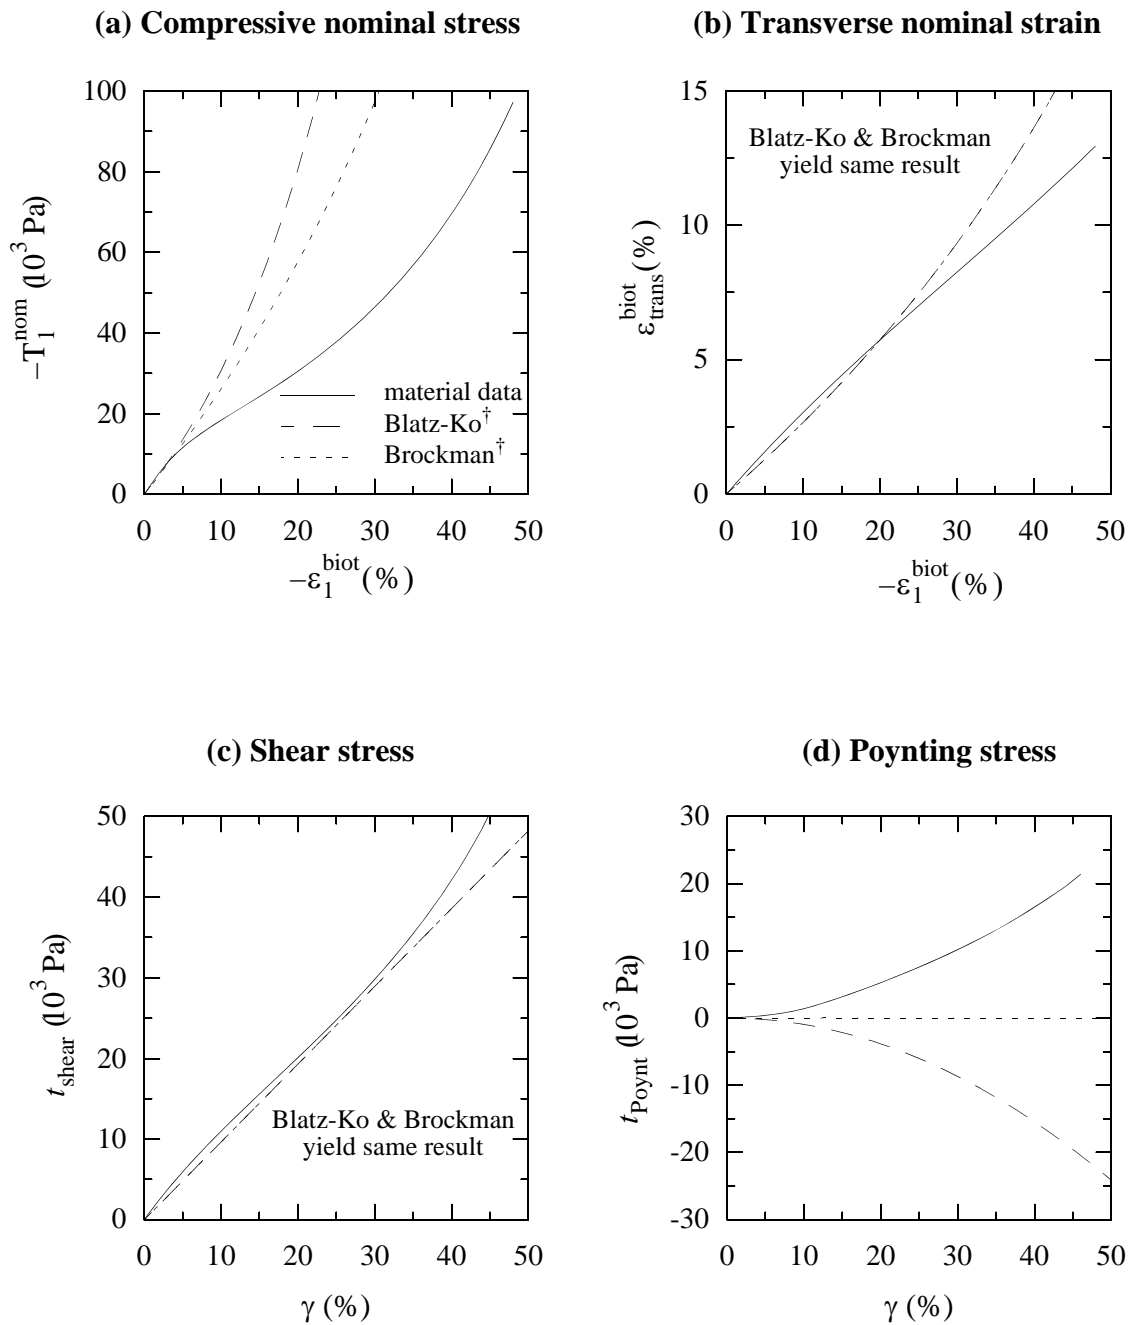 (a) Compressive nominal stress
100
80
60
40
20
0
0 10 20 30 40 50
−T₁ⁿᵒᵐ (10³ Pa)
−ε₁ᵇⁱᵒᵗ (%)
material data
Blatz-Ko†
Brockman†
(b) Transverse nominal strain
15
10
5
0
0 10 20 30 40 50
ε_trans^biot (%)
−ε₁ᵇⁱᵒᵗ (%)
Blatz-Ko & Brockman
yield same result
(c) Shear stress
50
40
30
20
10
0
0 10 20 30 40 50
t_shear (10³ Pa)
γ (%)
Blatz-Ko & Brockman
yield same result
(d) Poynting stress
30
20
10
0
-10
-20
-30
0 10 20 30 40 50
t_Poynt (10³ Pa)
γ (%)